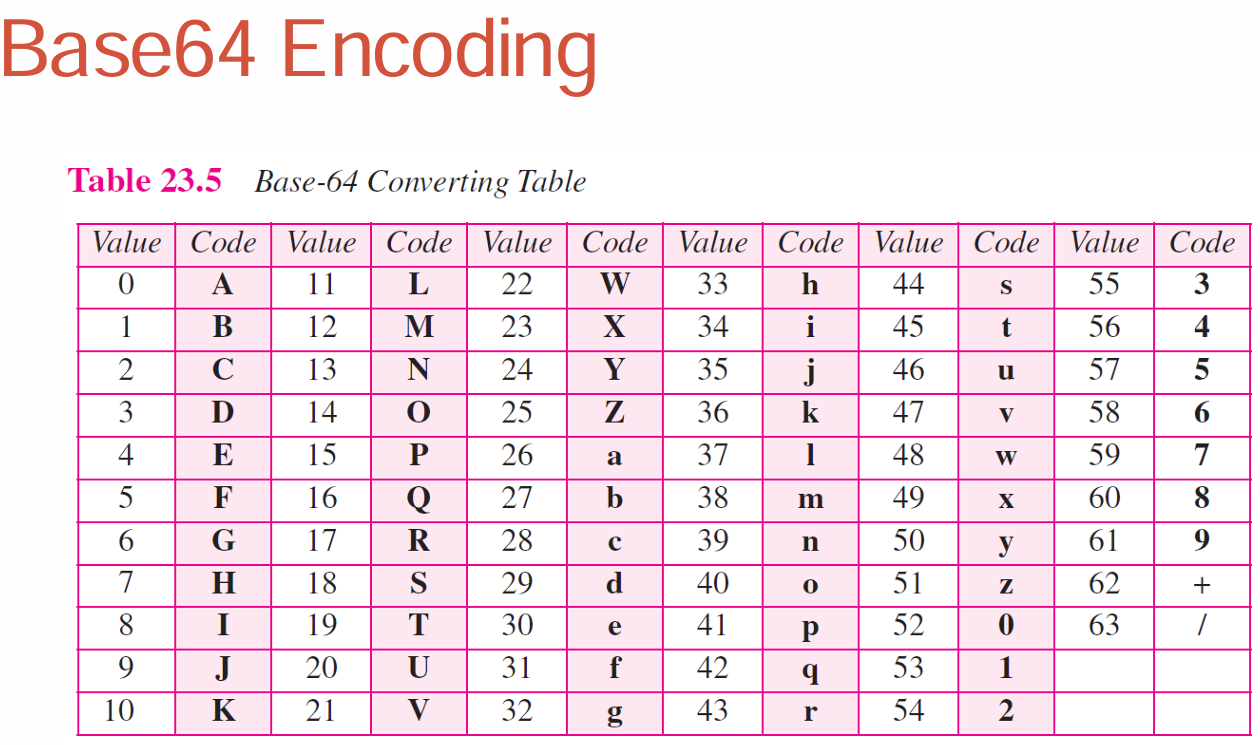 Base64 Encoding
Table 23.5 Base-64 Converting Table
Value Code Value Code Value Code Value Code Value Code Value Code
0 A 11 L 22 W 33 h 44 s 55 3
1 B 12 M 23 X 34 i 45 t 56 4
2 C 13 N 24 Y 35 j 46 u 57 5
3 D 14 O 25 Z 36 k 47 v 58 6
4 E 15 P 26 a 37 l 48 w 59 7
5 F 16 Q 27 b 38 m 49 x 60 8
6 G 17 R 28 c 39 n 50 y 61 9
7 H 18 S 29 d 40 o 51 z 62 +
8 I 19 T 30 e 41 p 52 0 63 /
9 J 20 U 31 f 42 q 53 1
10 K 21 V 32 g 43 r 54 2